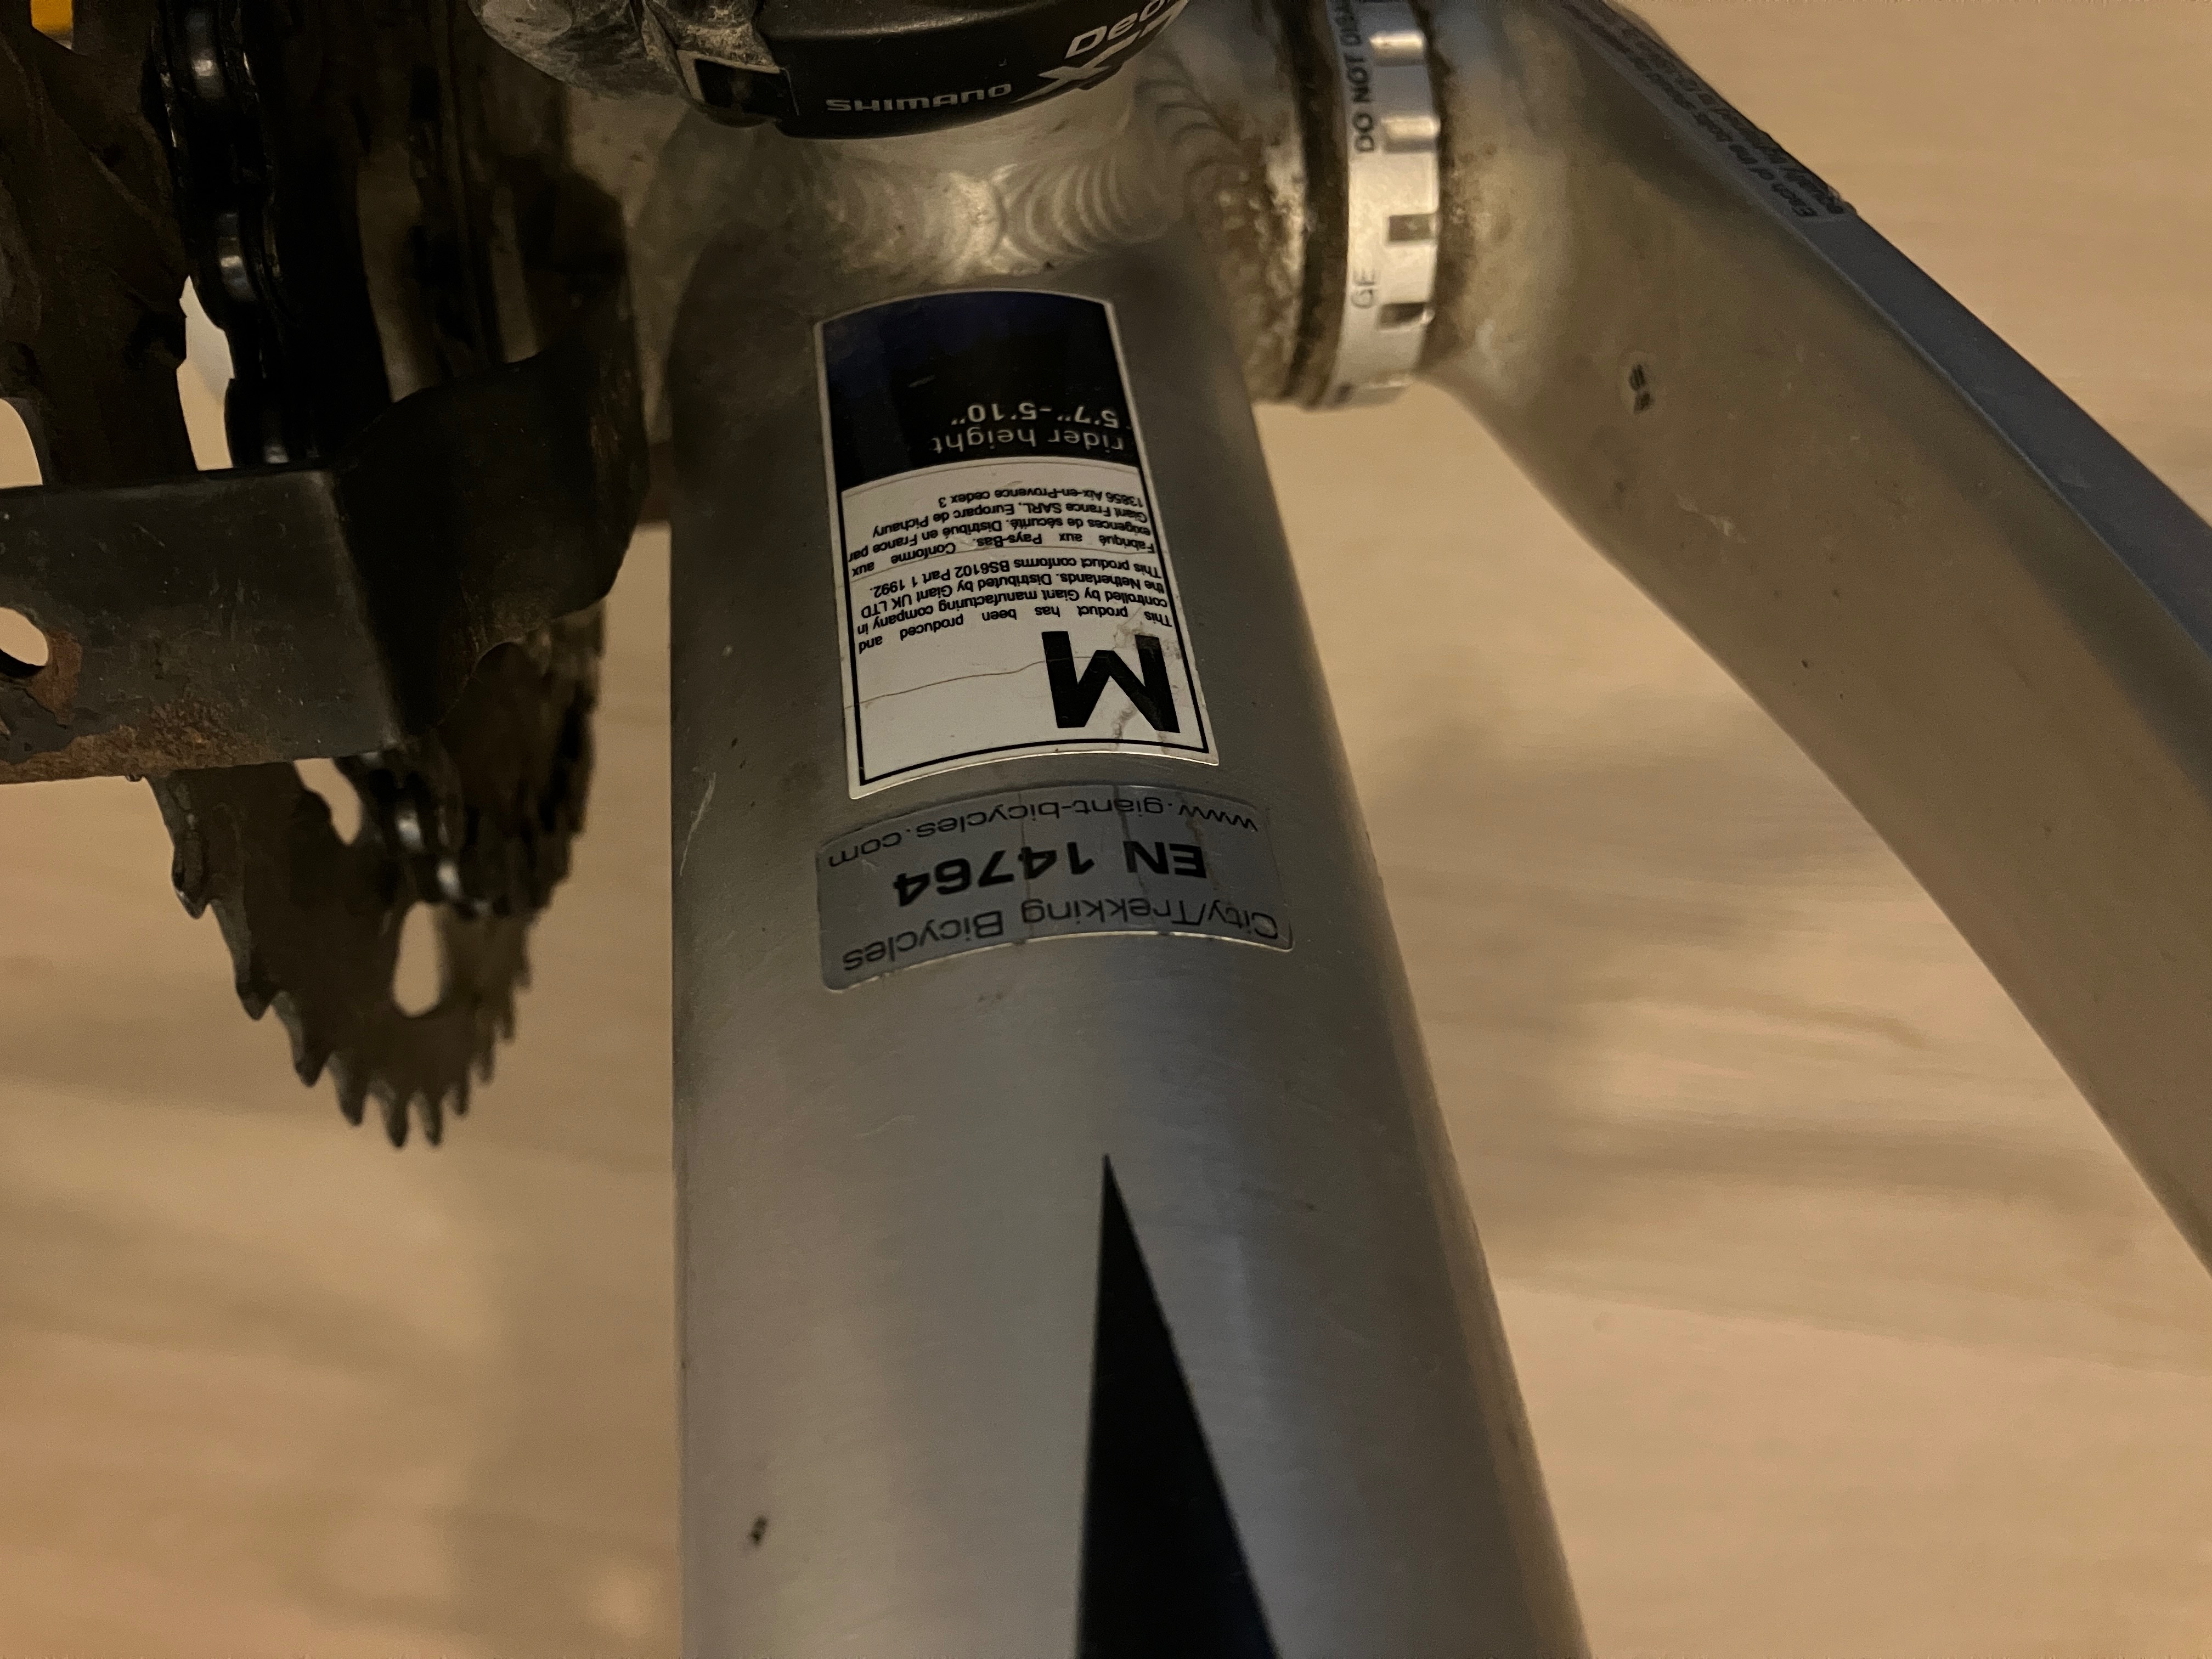 City/Trekking Bicycles
EN 14764
www.giant-bicycles.com
M
This product has been produced and
controlled by Giant manufacturing company in
the Netherlands. Distributed by Giant UK LTD
This product conforms BS6102 Part 1 1992.
Fabriqué aux Pays-Bas. Conforme aux
exigences de sécurité. Distribué en France par
Giant France SARL, Europarc de Pichaury
13856 Aix-en-Provence cedex 3
rider height
5'7"-5'10"
SHIMANO
DO NOT
GE